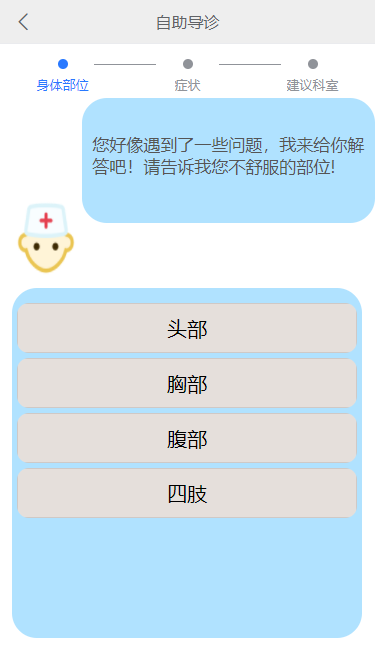 自助导诊
身体部位
症状
建议科室
您好像遇到了一些问题，我来给你解
答吧！请告诉我您不舒服的部位!
头部
胸部
腹部
四肢